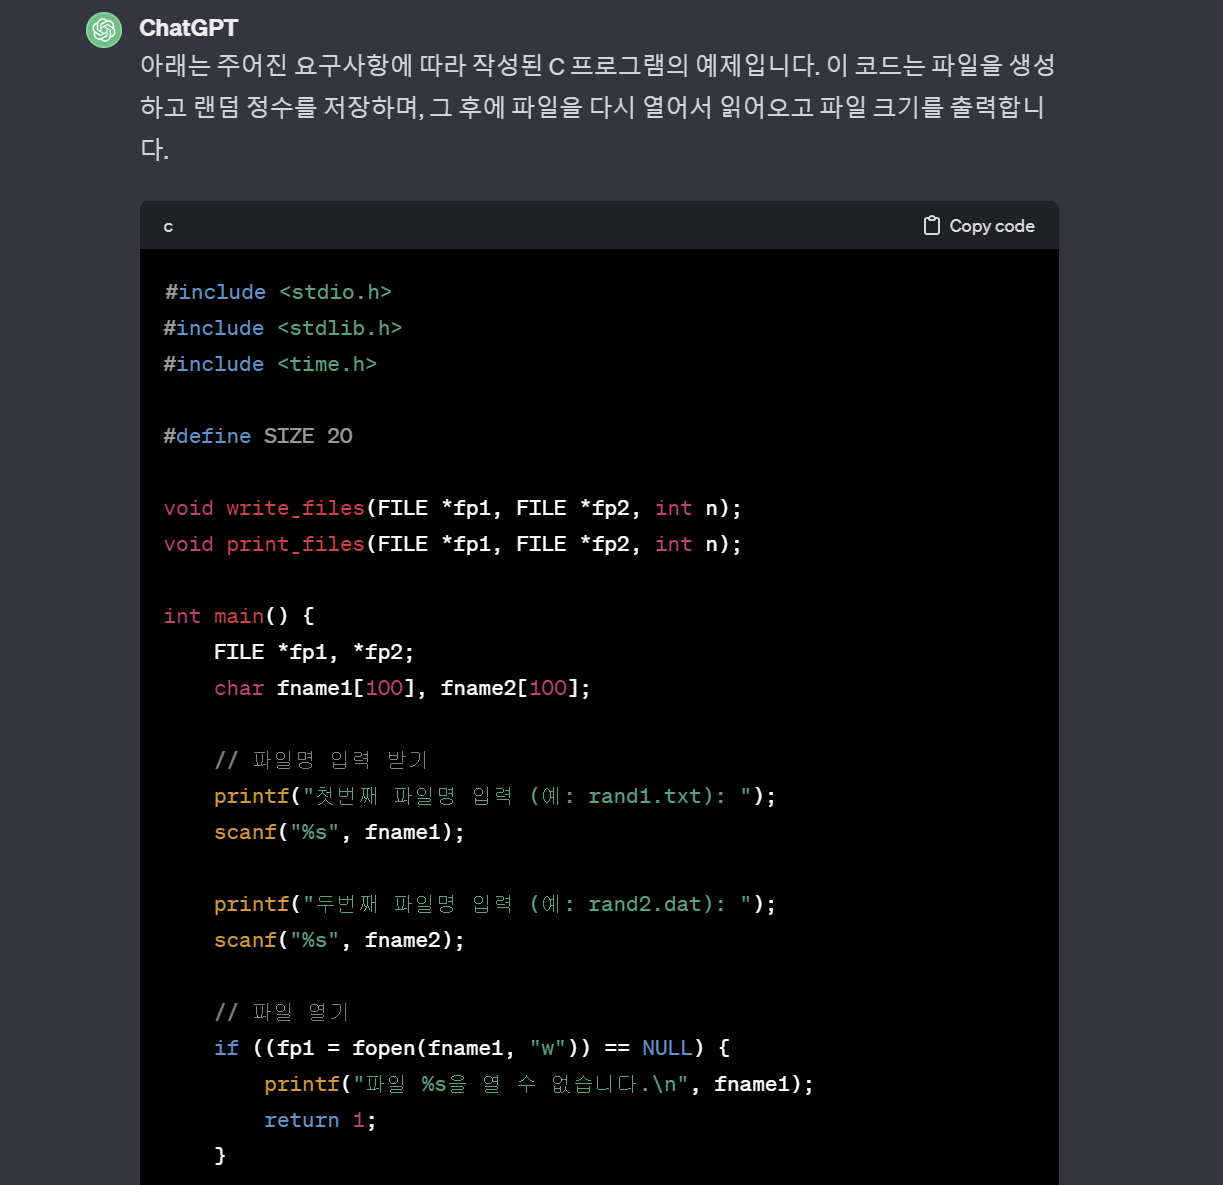 ChatGPT
아래는 주어진 요구사항에 따라 작성된 C 프로그램의 예제입니다. 이 코드는 파일을 생성
하고 랜덤 정수를 저장하며, 그 후에 파일을 다시 열어서 읽어오고 파일 크기를 출력합니
다.
c Copy code
#include <stdio.h>
#include <stdlib.h>
#include <time.h>
#define SIZE 20
void write_files(FILE *fp1, FILE *fp2, int n);
void print_files(FILE *fp1, FILE *fp2, int n);
int main() {
    FILE *fp1, *fp2;
    char fname1[100], fname2[100];
    // 파일명 입력 받기
    printf("첫번째 파일명 입력 (예: rand1.txt): ");
    scanf("%s", fname1);
    printf("두번째 파일명 입력 (예: rand2.dat): ");
    scanf("%s", fname2);
    // 파일 열기
    if ((fp1 = fopen(fname1, "w")) == NULL) {
        printf("파일 %s을 열 수 없습니다.\n", fname1);
        return 1;
    }